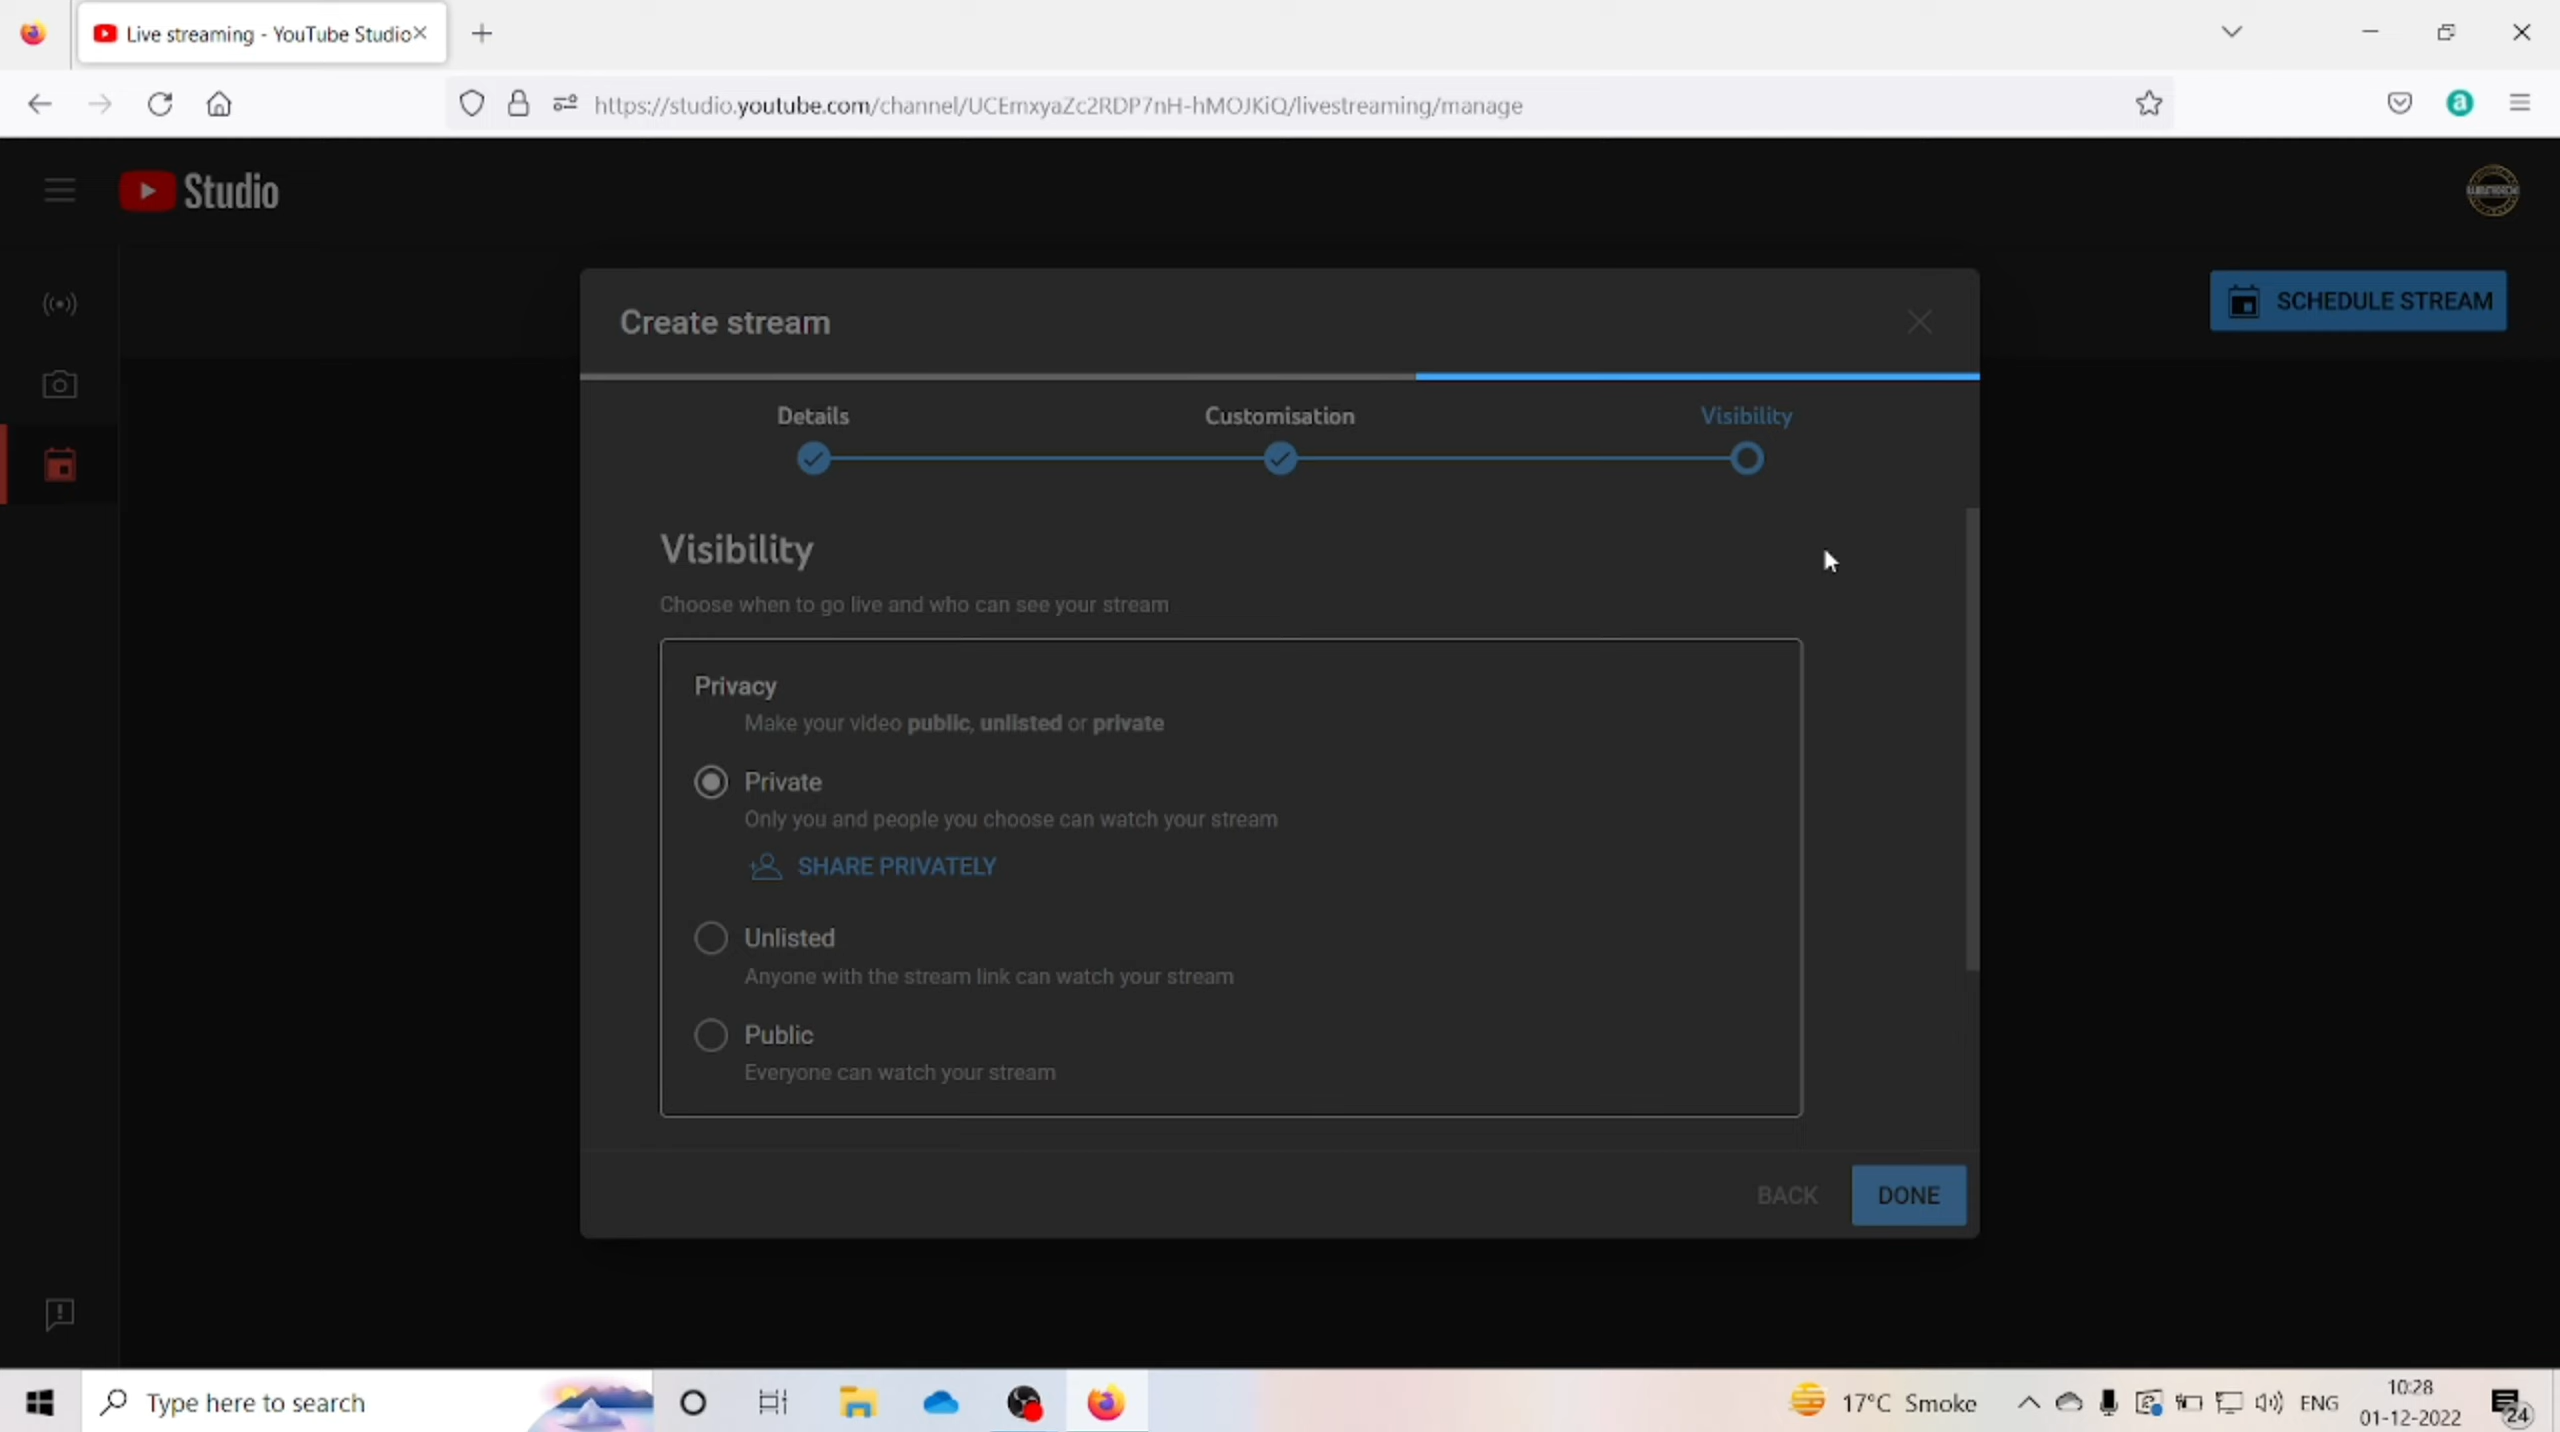 Live streaming - YouTube Studio
https://studio.youtube.com/channel/UCEmxyaZc2RDP7nH-hMOJKiQ/livestreaming/manage
a
Studio
SCHEDULE STREAM
Create stream
Details
Customisation
Visibility
Visibility
Choose when to go live and who can see your stream
Privacy
Make your video public, unlisted or private
Private
Only you and people you choose can watch your stream
SHARE PRIVATELY
Unlisted
Anyone with the stream link can watch your stream
Public
Everyone can watch your stream
BACK
DONE
Type here to search
17°C Smoke
ENG
10:28
01-12-2022
24